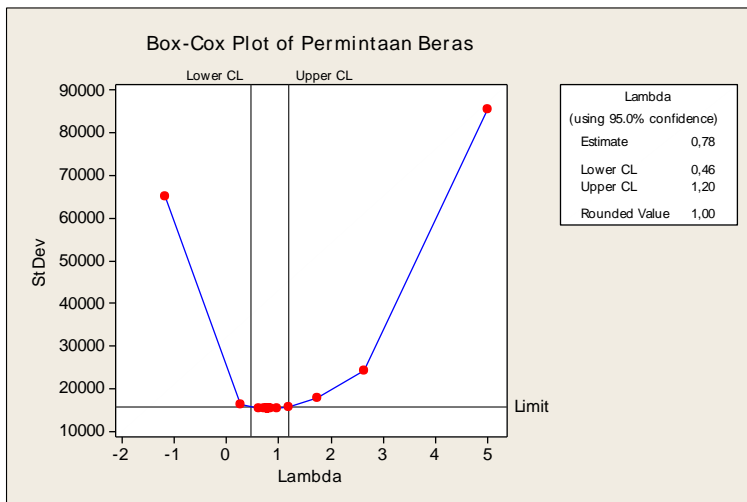 Box-Cox Plot of Permintaan Beras
Lower CL
Upper CL
90000
80000
70000
60000
50000
40000
30000
20000
10000
StDev
Limit
-2
-1
0
1
2
3
4
5
Lambda
Lambda
(using 95.0% confidence)
Estimate 0,78
Lower CL 0,46
Upper CL 1,20
Rounded Value 1,00